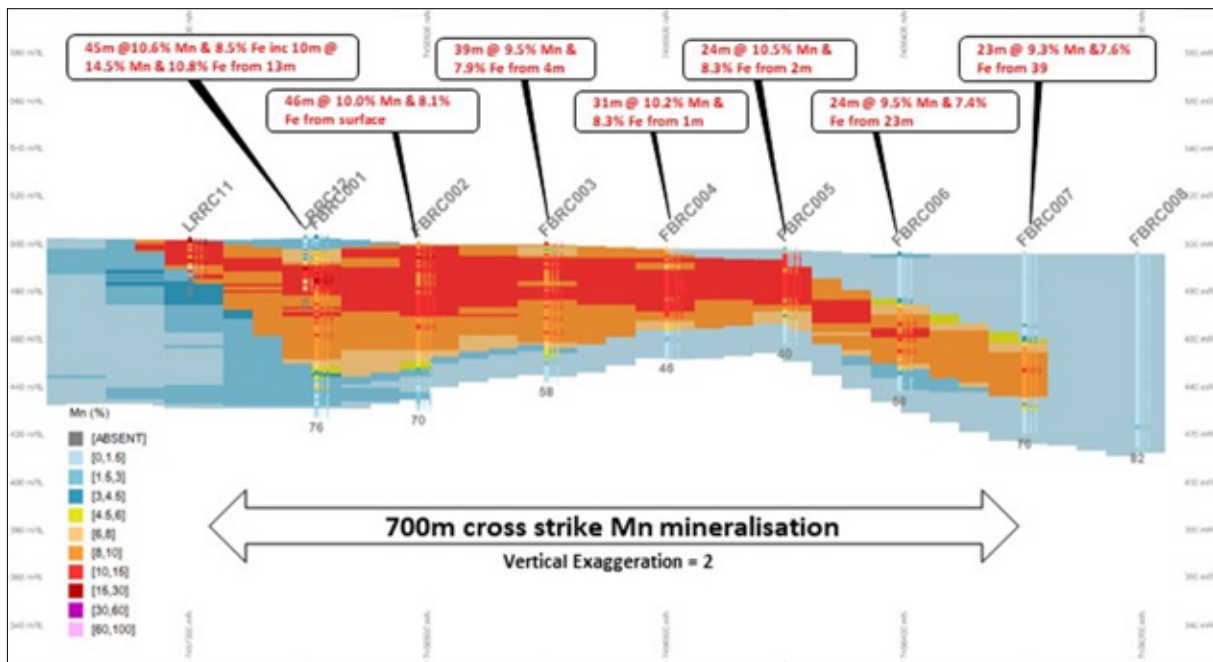 45m @10.6% Mn & 8.5% Fe inc 10m @
14.5% Mn & 10.8% Fe from 13m
39m @ 9.5% Mn &
7.9% Fe from 4m
24m @ 10.5% Mn &
8.3% Fe from 2m
23m @ 9.3% Mn &7.6%
Fe from 39
46m @ 10.0% Mn & 8.1%
Fe from surface
31m @ 10.2% Mn &
8.3% Fe from 1m
24m @ 9.5% Mn & 7.4%
Fe from 23m
LRRC11
LRRC12
FBRC001
FBRC002
FBRC003
FBRC004
FBRC005
FBRC006
FBRC007
FBRC008
40
46
58
58
76
70
76
82
Mn (%)
[ABSENT]
[0,1.5]
[1.5,3]
[3,4.5]
[4.5,6]
[6,8]
[8,10]
[10,15]
[15,30]
[30,60]
[60,100]
700m cross strike Mn mineralisation
Vertical Exaggeration = 2